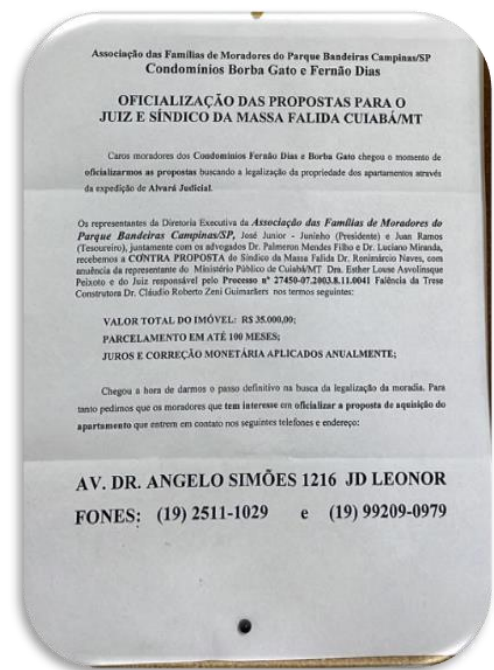 Associação das Famílias de Moradores do Parque Bandeiras Campinas/SP
Condomínios Borba Gato e Fernão Dias
OFICIALIZAÇÃO DAS PROPOSTAS PARA O
JUIZ E SÍNDICO DA MASSA FALIDA CUIABÁ/MT
Caros moradores dos Condomínios Fernão Dias e Borba Gato chegou o momento de
oficializarmos as propostas buscando a legalização da propriedade dos apartamentos através
da expedição de Alvará Judicial.
Os representantes da Diretoria Executiva da Associação das Famílias de Moradores do
Parque Bandeiras Campinas/SP, José Junior - Juninho (Presidente) e Juan Ramos
(Tesoureiro), juntamente com os advogados Dr. Palmeron Mendes Filho e Dr. Luciano Miranda,
recebemos a CONTRA PROPOSTA do Síndico da Massa Falida Dr. Ronimárcio Naves, com
anuência da representante do Ministério Público de Cuiabá/MT Dra. Esther Louise Asvolinsque
Peixoto e do Juiz responsável pelo Processo nº 27450-07.2003.8.11.0041 Falência da Trese
Construtora Dr. Cláudio Roberto Zeni Guimarães nos termos seguintes:
VALOR TOTAL DO IMÓVEL: R$ 35.000,00;
PARCELAMENTO EM ATÉ 100 MESES;
JUROS E CORREÇÃO MONETÁRIA APLICADOS ANUALMENTE;
Chegou a hora de darmos o passo definitivo na busca da legalização da moradia. Para
tanto pedimos que os moradores que tem interesse em oficializar a proposta de aquisição do
apartamento que entrem em contato nos seguintes telefones e endereço:
AV. DR. ANGELO SIMÕES 1216 JD LEONOR
FONES: (19) 2511-1029 e (19) 99209-0979